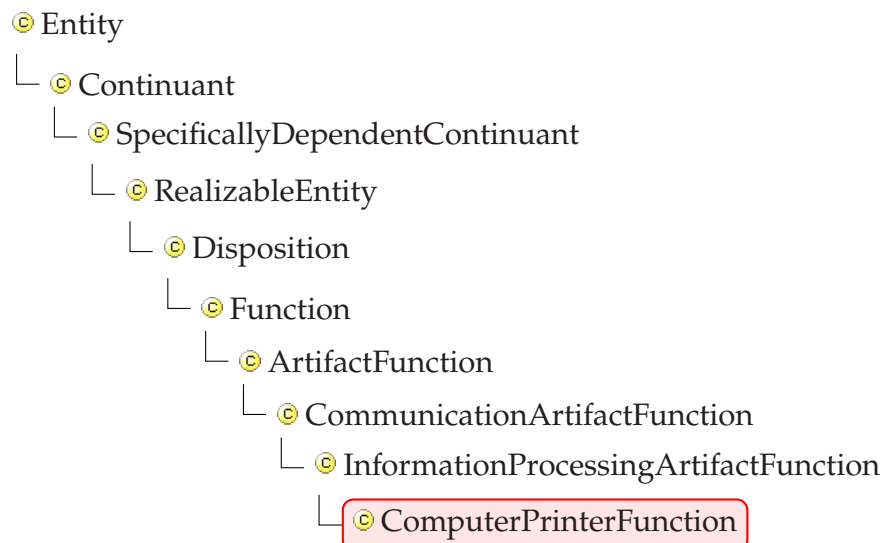 Entity
Continuant
SpecificallyDependentContinuant
RealizableEntity
Disposition
Function
ArtifactFunction
CommunicationArtifactFunction
InformationProcessingArtifactFunction
ComputerPrinterFunction